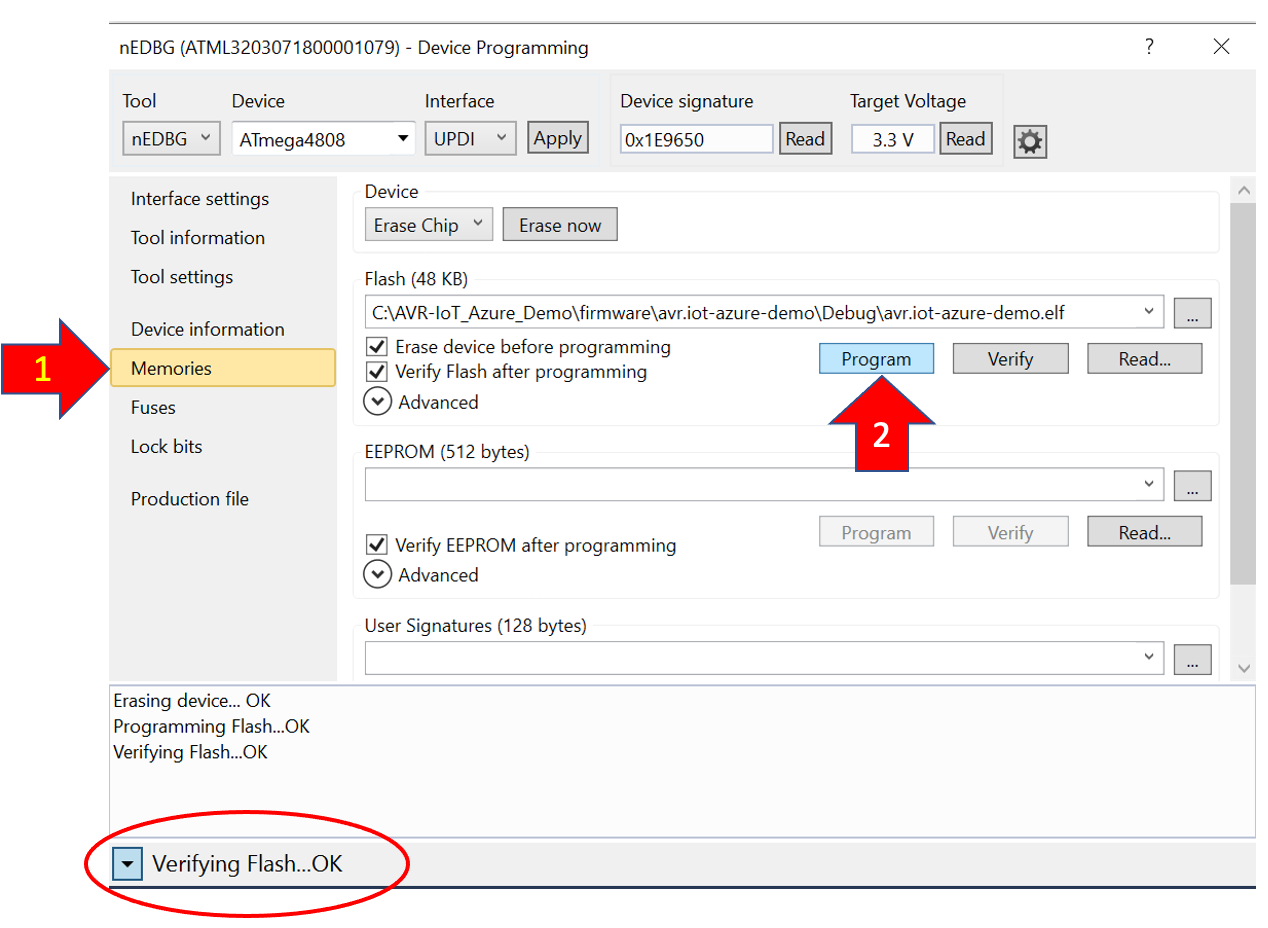 nEDBG (ATML3203071800001079) - Device Programming ?
Tool Device Interface Device signature Target Voltage
nEDBG ATmega4808 UPDI Apply 0x1E9650 Read 3.3 V Read
Interface settings
Tool information
Tool settings
Device information
1
Memories
Fuses
Lock bits
Production file
Device
Erase Chip Erase now
Flash (48 KB)
C:\AVR-IoT_Azure_Demo\firmware\avr.iot-azure-demo\Debug\avr.iot-azure-demo.elf ...
Erase device before programming
Program Verify Read...
Verify Flash after programming
Advanced
2
EEPROM (512 bytes)
...
Program Verify Read...
Verify EEPROM after programming
Advanced
User Signatures (128 bytes)
...
Erasing device... OK
Programming Flash...OK
Verifying Flash...OK
Verifying Flash...OK